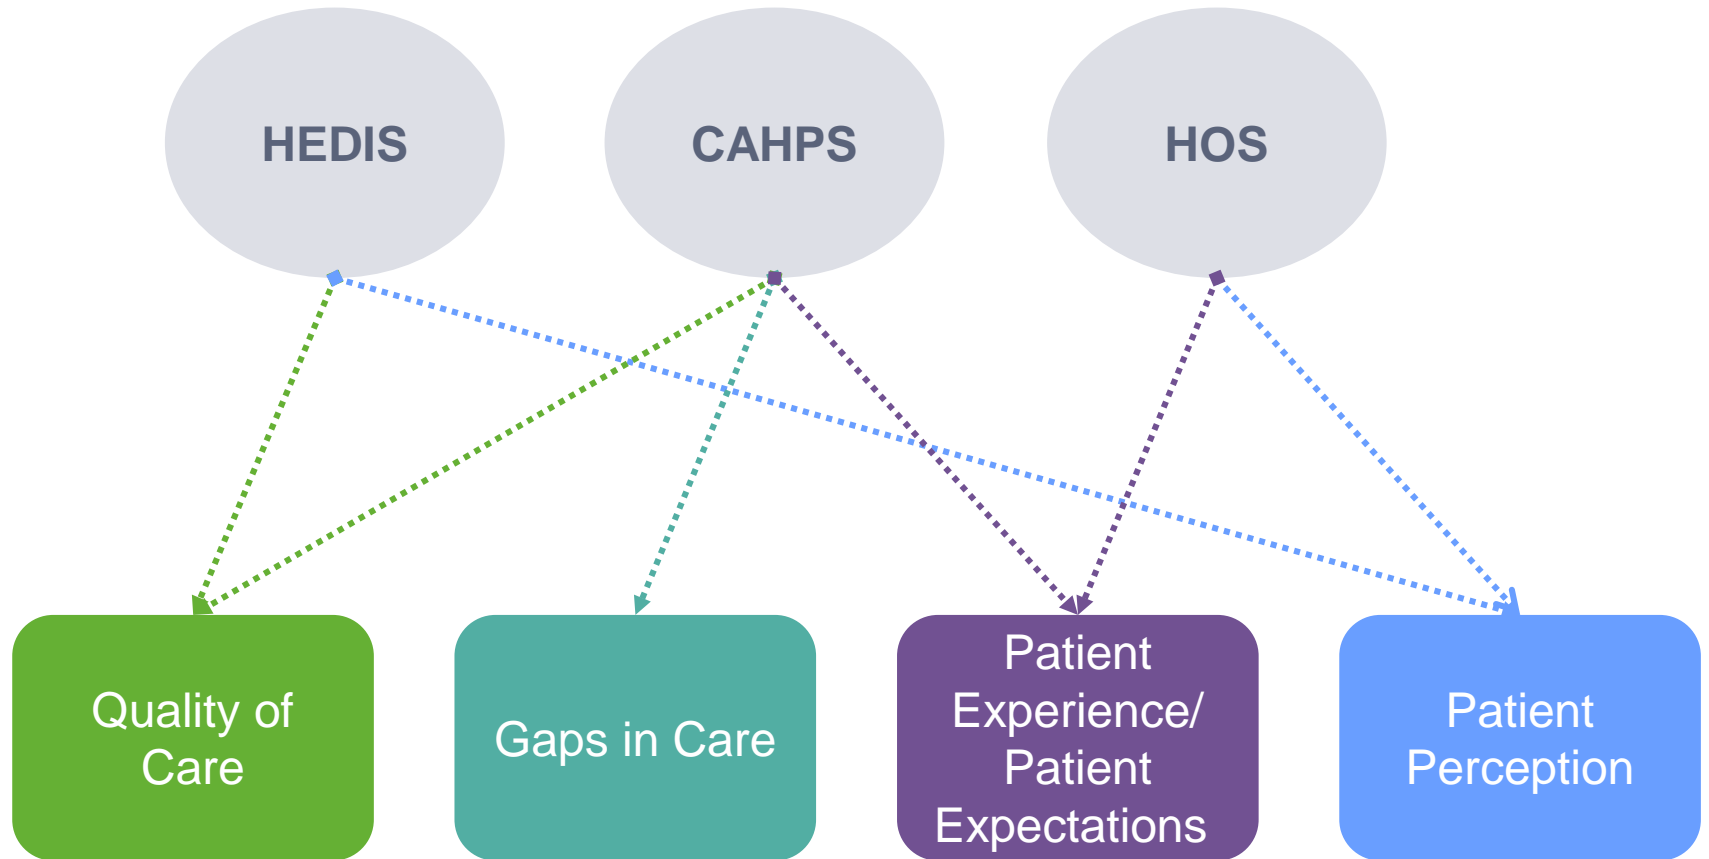 HEDIS
CAHPS
HOS
Quality of
Care
Gaps in Care
Patient
Experience/
Patient
Expectations
Patient
Perception